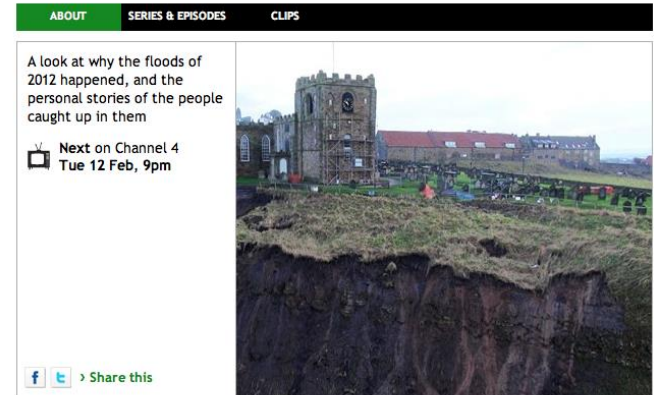 ABOUT SERIES & EPISODES CLIPS
A look at why the floods of
2012 happened, and the
personal stories of the people
caught up in them
Next on Channel 4
Tue 12 Feb, 9pm
f t › Share this